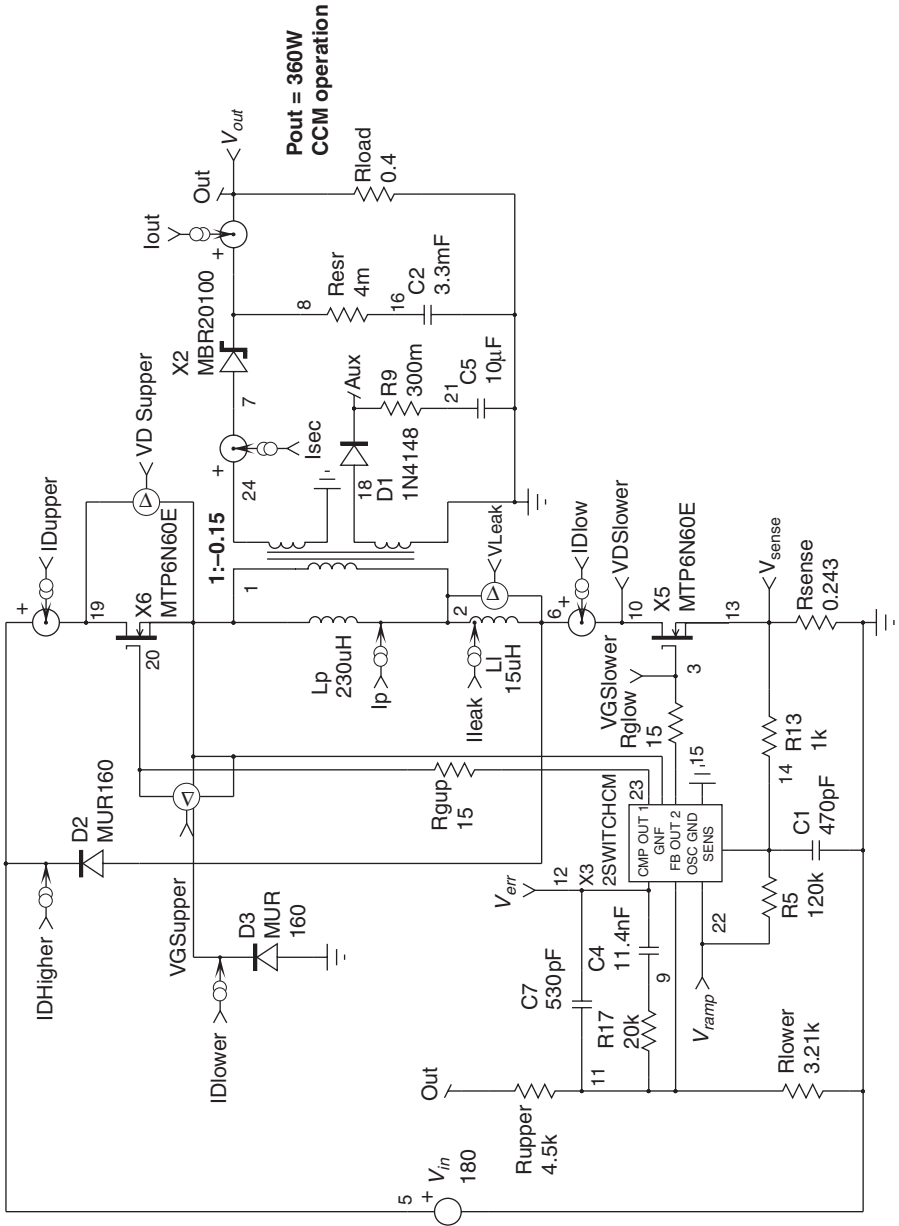 Pout = 360W
CCM operation
Vout
Out
Iout
Rload
0.4
8
Resr
4m
16
C2
3.3mF
X2
MBR20100
7
Isec
24
Aux
R9
300m
21
C5
10µF
18
D1
1N4148
1:–0.15
VD Supper
Δ
IDupper
+
19
X6
MTP6N60E
20
1
Lp
230uH
Ip
2
Ileak
Ll
15uH
VLeak
Δ
6
+
IDlow
VDSlower
10
X5
MTP6N60E
13
Vsense
Rsense
0.243
VGSlower
3
Rglow
15
15
R13
1k
14
C1
470pF
R5
120k
22
Vramp
2SWITCHCM
X3
23
CMP OUT 1
GNF
FB OUT 2
OSC GND
SENS
Rgup
15
Δ
VGSupper
D2
MUR160
IDHigher
D3
MUR
160
IDlower
Verr
12
C7
530pF
C4
11.4nF
9
R17
20k
11
Out
Rupper
4.5k
Rlower
3.21k
5
+
Vin
180
+
+